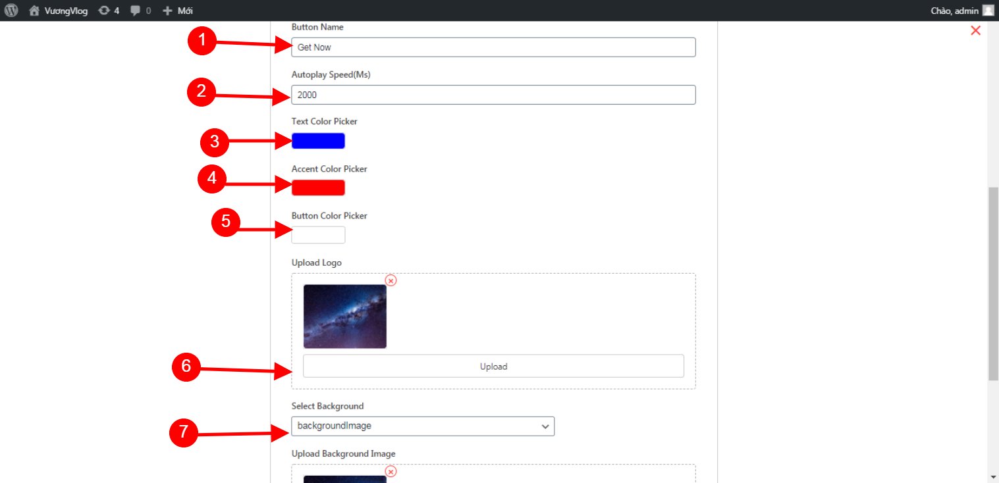 VươngVlog 4 0 Mới Chào, admin
Button Name
1
Get Now
Autoplay Speed(Ms)
2
2000
Text Color Picker
3
Accent Color Picker
4
Button Color Picker
5
Upload Logo
6
Upload
Select Background
7
backgroundImage
Upload Background Image